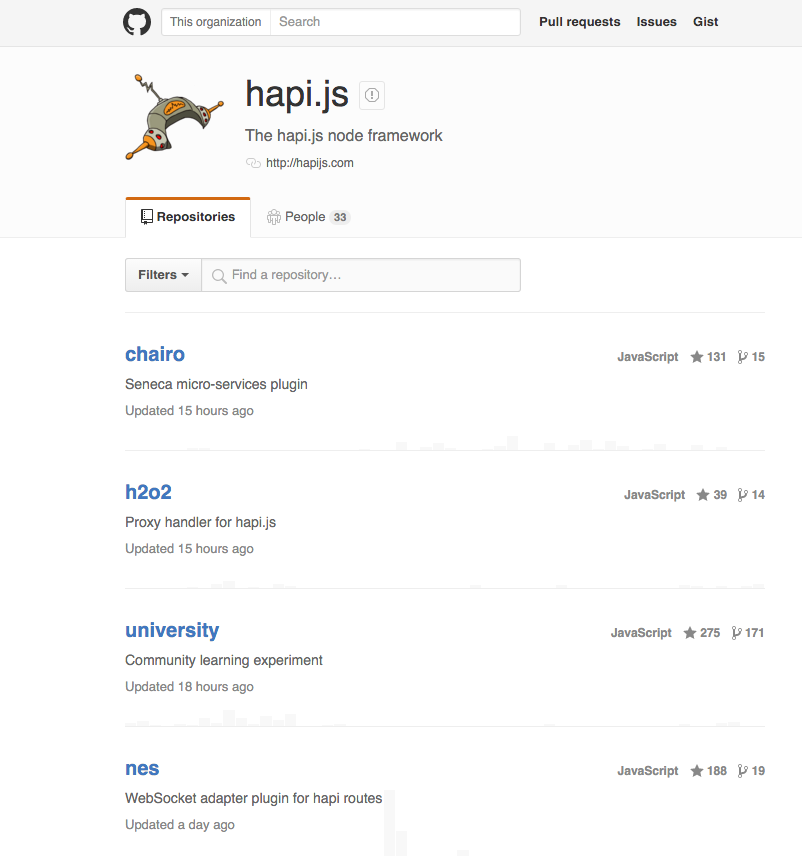 This organization Search Pull requests Issues Gist
hapi.js
The hapi.js node framework
http://hapijs.com
Repositories People 33
Filters Find a repository…
chairo JavaScript 131 15
Seneca micro-services plugin
Updated 15 hours ago
h2o2 JavaScript 39 14
Proxy handler for hapi.js
Updated 15 hours ago
university JavaScript 275 171
Community learning experiment
Updated 18 hours ago
nes JavaScript 188 19
WebSocket adapter plugin for hapi routes
Updated a day ago